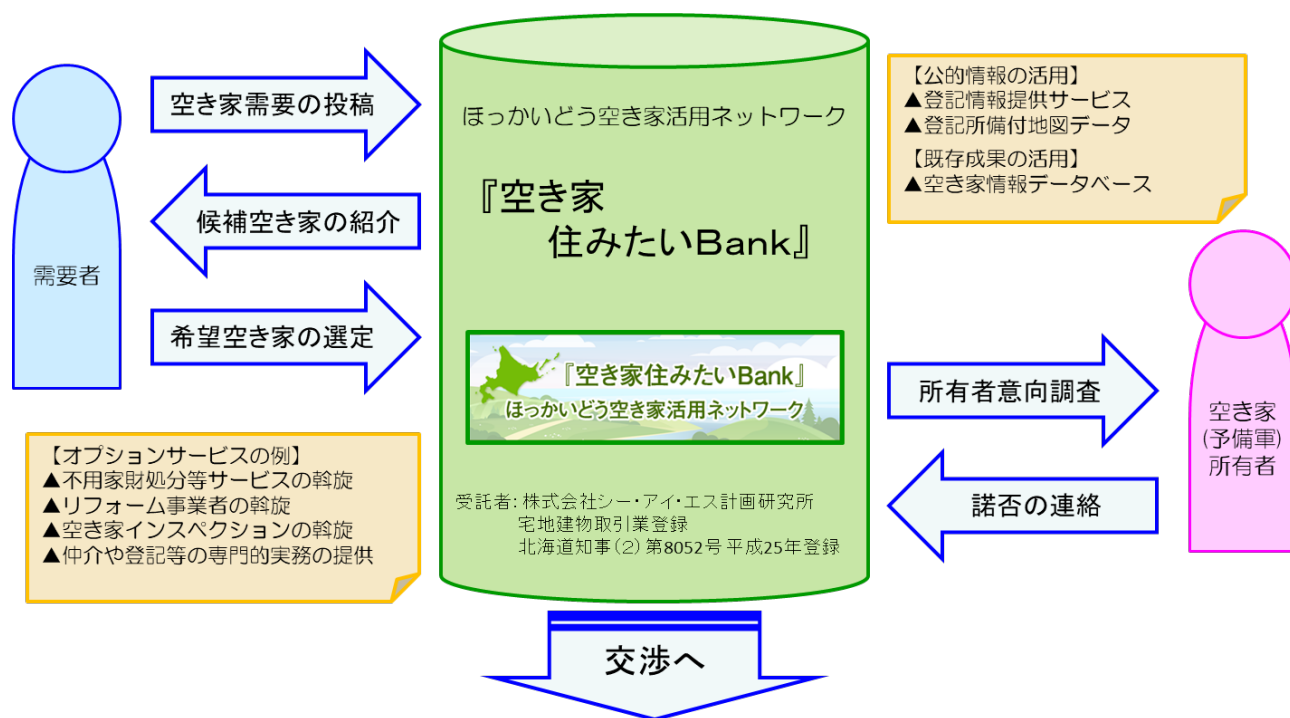 空き家需要の投稿
候補空き家の紹介
希望空き家の選定
需要者
【オプションサービスの例】
▲不用家財処分等サービスの斡旋
▲リフォーム事業者の斡旋
▲空き家インスペクションの斡旋
▲仲介や登記等の専門的実務の提供
ほっかいどう空き家活用ネットワーク
『空き家
住みたいBank』
『空き家住みたいBank』
ほっかいどう空き家活用ネットワーク
受託者:株式会社シー・アイ・エス計画研究所
宅地建物取引業登録
北海道知事(2)第8052号 平成25年登録
【公的情報の活用】
▲登記情報提供サービス
▲登記所備付地図データ
【既存成果の活用】
▲空き家情報データベース
所有者意向調査
諾否の連絡
空き家
(予備軍)
所有者
交渉へ